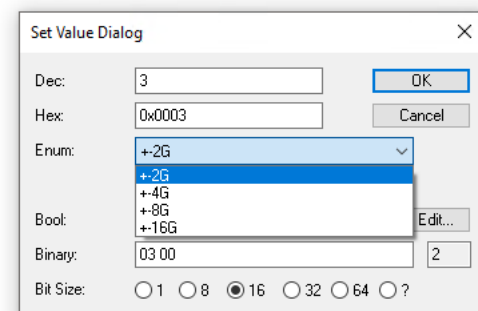 Set Value Dialog
Dec: 3 OK
Hex: 0x0003 Cancel
Enum: +-2G
+-2G
+-4G
+-8G
+-16G
Bool: Edit...
Binary: 03 00 2
Bit Size: 1 8 16 32 64 ?